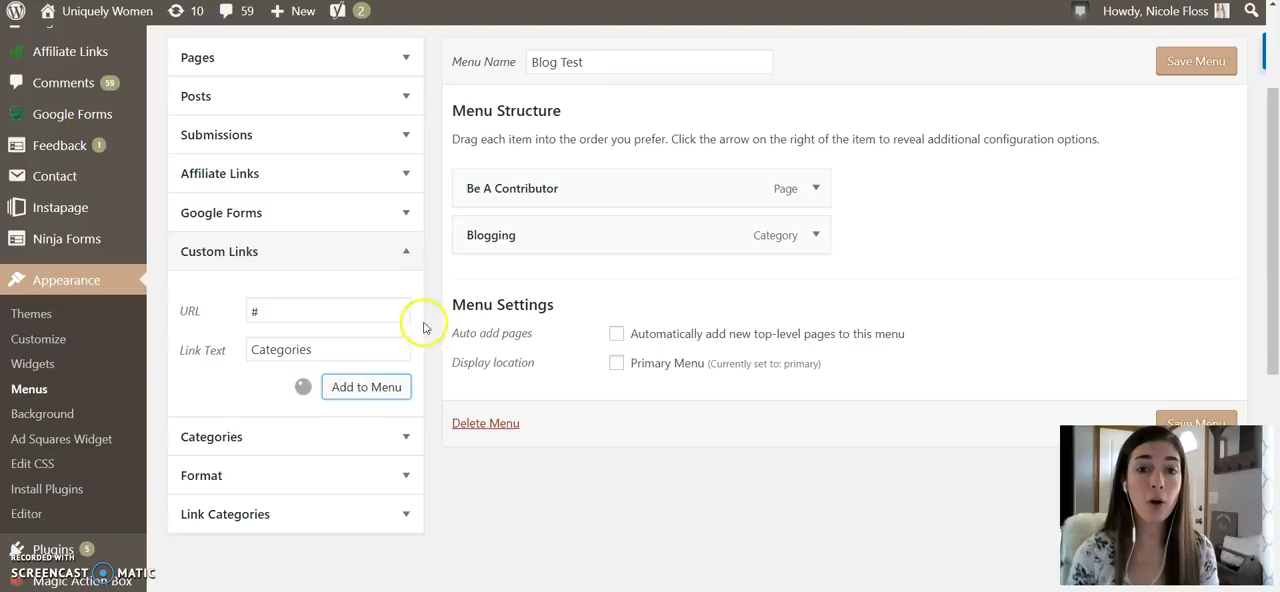 Uniquely Women 10 59 New 2 Howdy, Nicole Floss
Affiliate Links
Comments 59
Google Forms
Feedback 1
Contact
Instapage
Ninja Forms
Appearance
Themes
Customize
Widgets
Menus
Background
Ad Squares Widget
Edit CSS
Install Plugins
Editor
Plugins 5
RECORDED WITH
SCREENCAST MATIC
Magic Action Box
Pages
Posts
Submissions
Affiliate Links
Google Forms
Custom Links
URL #
Link Text Categories
Add to Menu
Categories
Format
Link Categories
Menu Name Blog Test Save Menu
Menu Structure
Drag each item into the order you prefer. Click the arrow on the right of the item to reveal additional configuration options.
Be A Contributor Page
Blogging Category
Menu Settings
Auto add pages Automatically add new top-level pages to this menu
Display location Primary Menu (Currently set to: primary)
Delete Menu Save Menu